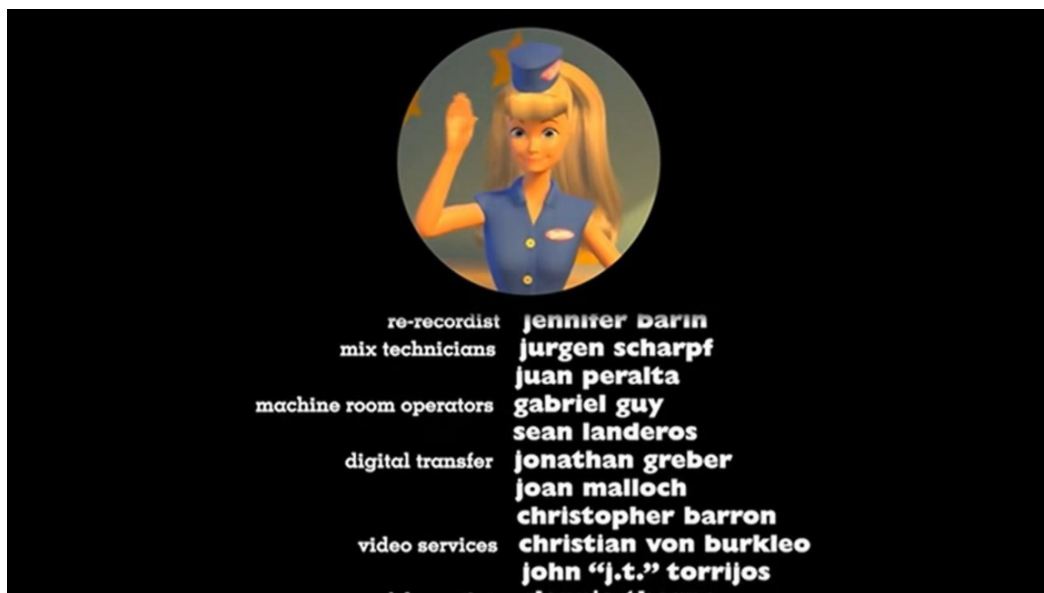 re-recordist jennifer barin
mix technicians jurgen scharpf
juan peralta
machine room operators gabriel guy
sean landeros
digital transfer jonathan greber
joan malloch
christopher barron
video services christian von burkleo
john “j.t.” torrijos